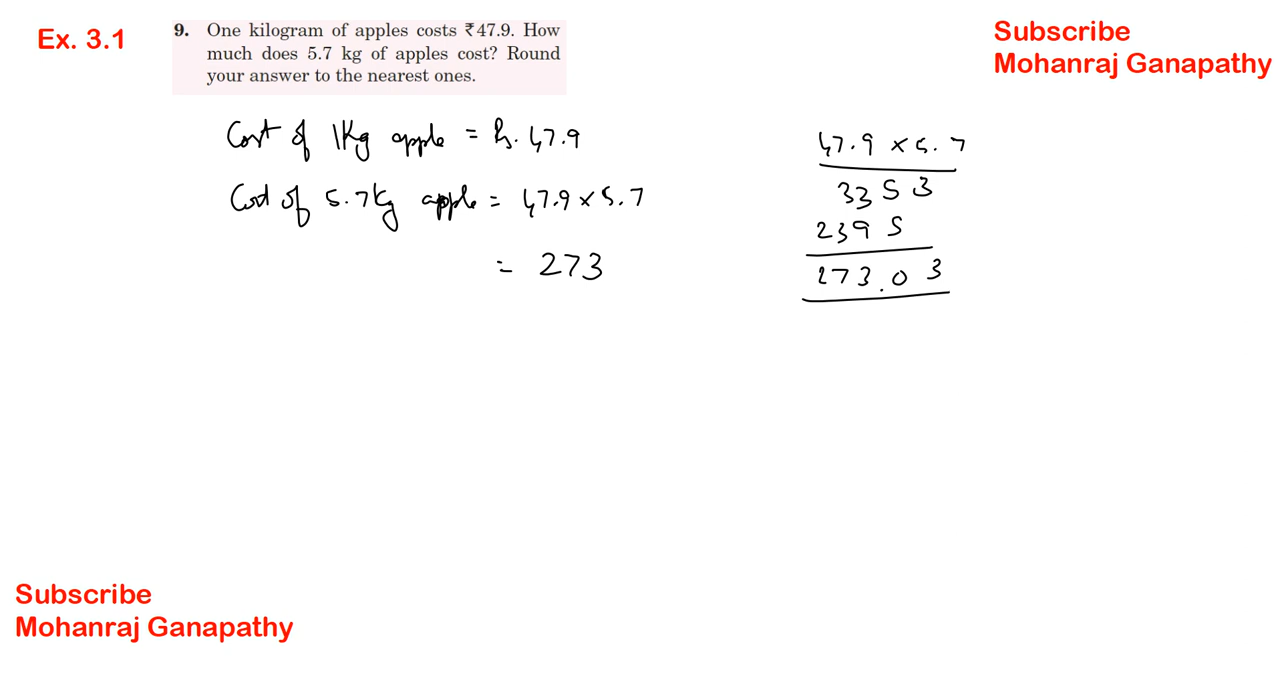 Ex. 3.1
9. One kilogram of apples costs ₹47.9. How
much does 5.7 kg of apples cost? Round
your answer to the nearest ones.
Subscribe
Mohanraj Ganapathy
Cost of 1Kg apple = Rs. 47.9
Cost of 5.7Kg apple = 47.9 × 5.7
= 273
47.9 × 5.7
3353
2395
273.03
Subscribe
Mohanraj Ganapathy